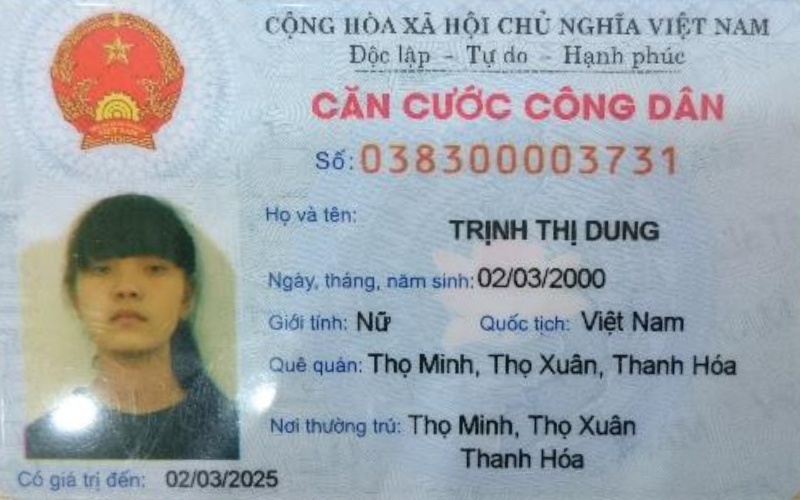 CỘNG HÒA XÃ HỘI CHỦ NGHĨA VIỆT NAM
Độc lập - Tự do - Hạnh phúc
CĂN CƯỚC CÔNG DÂN
Số: 038300003731
Họ và tên:
TRỊNH THỊ DUNG
Ngày, tháng, năm sinh: 02/03/2000
Giới tính: Nữ Quốc tịch: Việt Nam
Quê quán: Thọ Minh, Thọ Xuân, Thanh Hóa
Nơi thường trú: Thọ Minh, Thọ Xuân
Thanh Hóa
Có giá trị đến: 02/03/2025